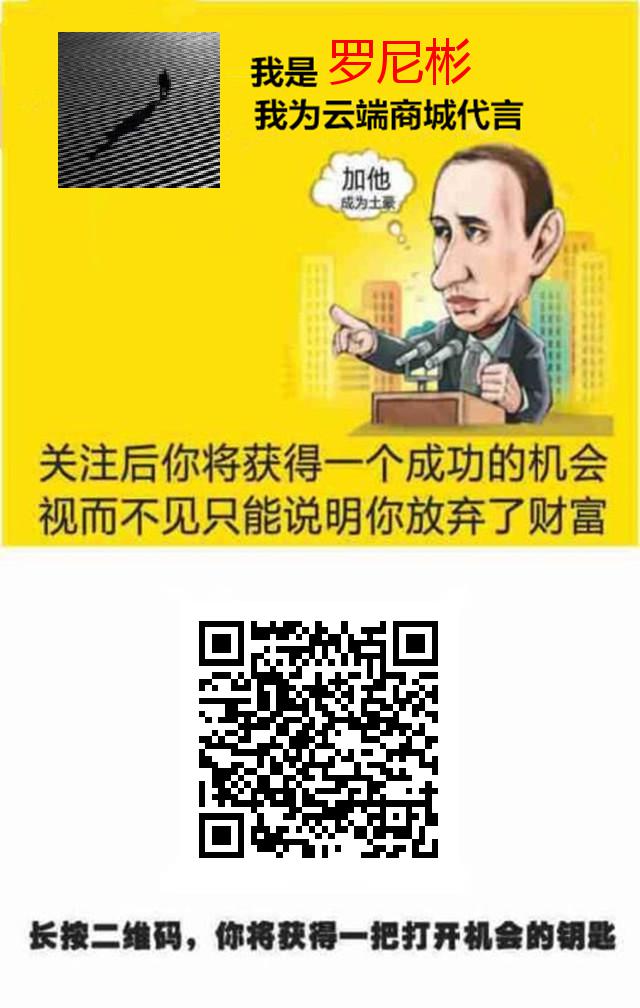 我是 罗尼彬
我为云端商城代言
加他
成为土豪
关注后你将获得一个成功的机会
视而不见只能说明你放弃了财富
长按二维码，你将获得一把打开机会的钥匙